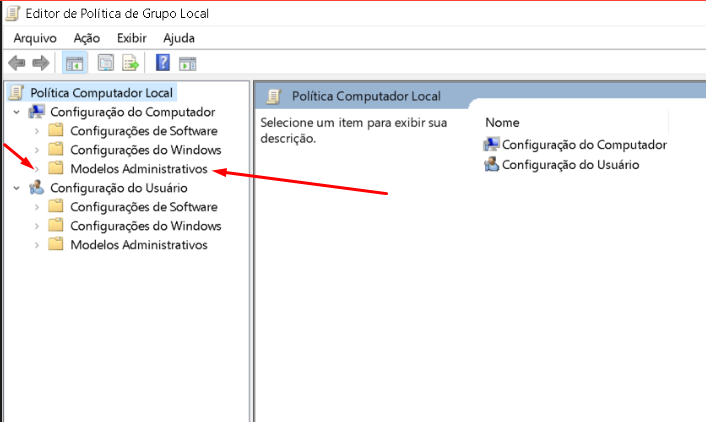 Editor de Política de Grupo Local
Arquivo Ação Exibir Ajuda
Política Computador Local
Configuração do Computador
Configurações de Software
Configurações do Windows
Modelos Administrativos
Configuração do Usuário
Configurações de Software
Configurações do Windows
Modelos Administrativos
Política Computador Local
Selecione um item para exibir sua
descrição.
Nome
Configuração do Computador
Configuração do Usuário